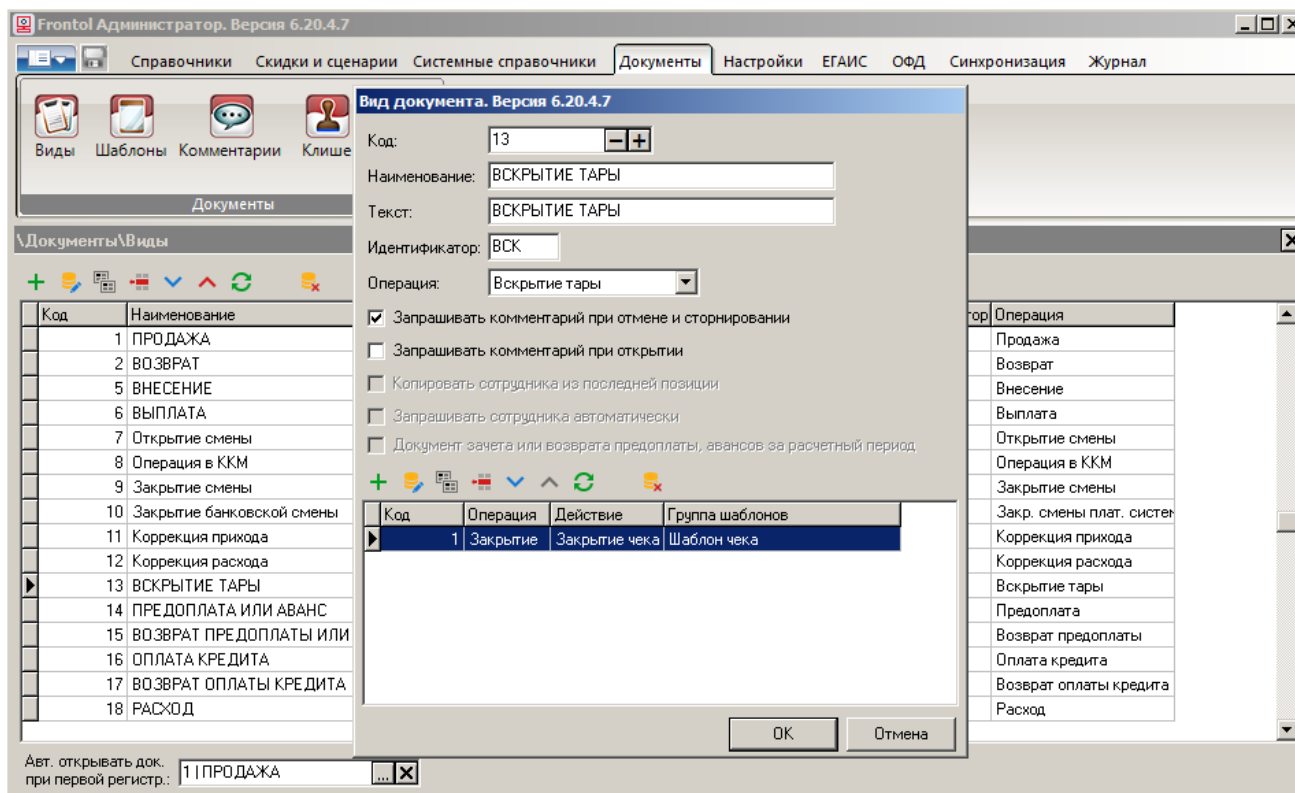 Frontol Администратор. Версия 6.20.4.7
Справочники Скидки и сценарии Системные справочники Документы Настройки ЕГАИС ОФД Синхронизация Журнал
Виды Шаблоны Комментарии Клише
Документы
\Документы\Виды
Код Наименование Операция
1 ПРОДАЖА Продажа
2 ВОЗВРАТ Возврат
5 ВНЕСЕНИЕ Внесение
6 ВЫПЛАТА Выплата
7 Открытие смены Открытие смены
8 Операция в ККМ Операция в ККМ
9 Закрытие смены Закрытие смены
10 Закрытие банковской смены Закр. смены плат. систем
11 Коррекция прихода Коррекция прихода
12 Коррекция расхода Коррекция расхода
13 ВСКРЫТИЕ ТАРЫ Вскрытие тары
14 ПРЕДОПЛАТА ИЛИ АВАНС Предоплата
15 ВОЗВРАТ ПРЕДОПЛАТЫ ИЛИ Возврат предоплаты
16 ОПЛАТА КРЕДИТА Оплата кредита
17 ВОЗВРАТ ОПЛАТЫ КРЕДИТА Возврат оплаты кредита
18 РАСХОД Расход
Авт. открывать док.
при первой регистр.: 1 | ПРОДАЖА ...
Вид документа. Версия 6.20.4.7
Код: 13
Наименование: ВСКРЫТИЕ ТАРЫ
Текст: ВСКРЫТИЕ ТАРЫ
Идентификатор: ВСК
Операция: Вскрытие тары
Запрашивать комментарий при отмене и сторнировании
Запрашивать комментарий при открытии
Копировать сотрудника из последней позиции
Запрашивать сотрудника автоматически
Документ зачета или возврата предоплаты, авансов за расчетный период
Код Операция Действие Группа шаблонов
1 Закрытие Закрытие чека Шаблон чека
OK Отмена